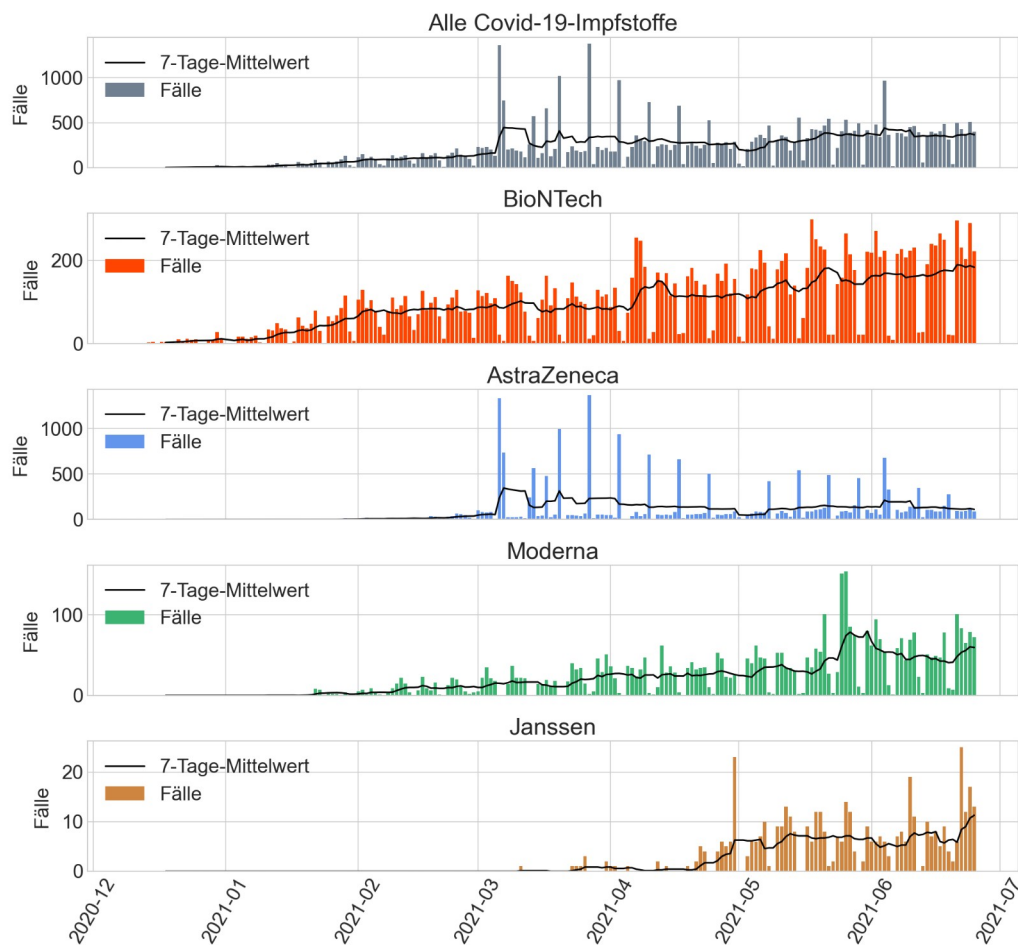 Alle Covid-19-Impfstoffe
Fälle
1000
500
0
7-Tage-Mittelwert
Fälle
BioNTech
Fälle
200
0
7-Tage-Mittelwert
Fälle
AstraZeneca
Fälle
1000
500
0
7-Tage-Mittelwert
Fälle
Moderna
Fälle
100
0
7-Tage-Mittelwert
Fälle
Janssen
Fälle
20
10
0
7-Tage-Mittelwert
Fälle
2020-12
2021-01
2021-02
2021-03
2021-04
2021-05
2021-06
2021-07